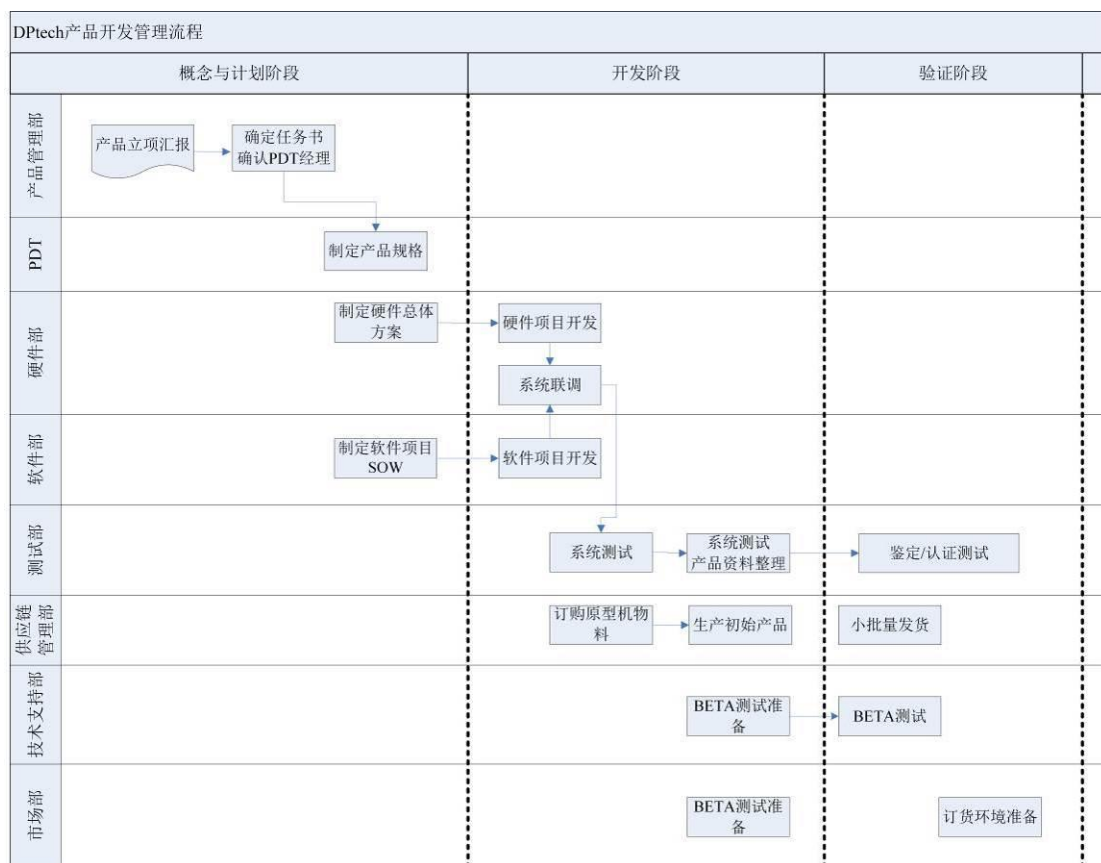 DPtech产品开发管理流程
概念与计划阶段
开发阶段
验证阶段
产品管理部
产品立项汇报
确定任务书
确认PDT经理
PDT
制定产品规格
硬件部
制定硬件总体
方案
硬件项目开发
系统联调
软件部
制定软件项目
SOW
软件项目开发
测试部
系统测试
系统测试
产品资料整理
鉴定/认证测试
供应链
管理部
订购原型机物
料
生产初始产品
小批量发货
技术支持部
BETA测试准
备
BETA测试
市场部
BETA测试准
备
订货环境准备